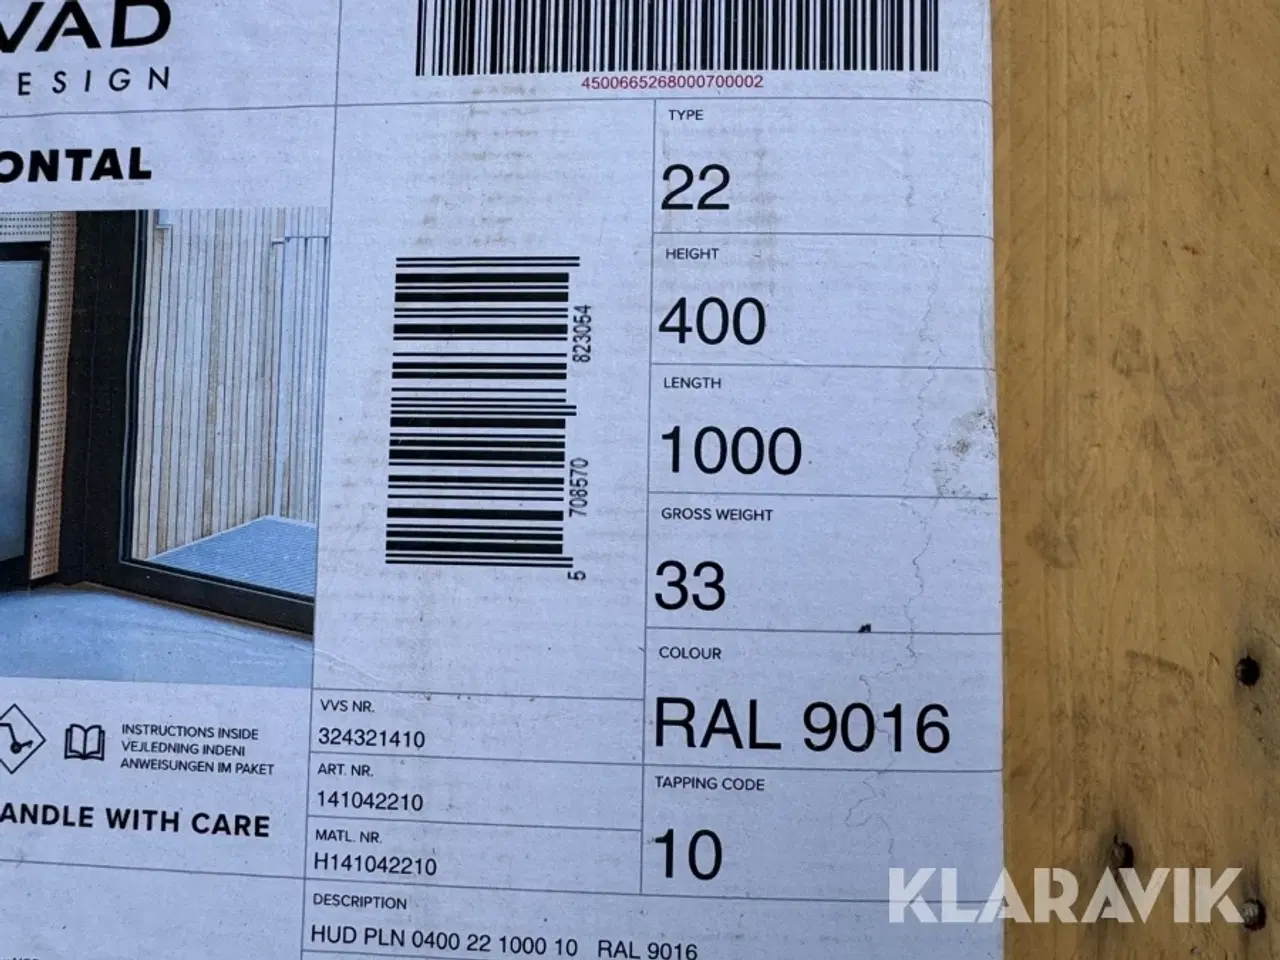 VAD
ESIGN
ONTAL
4500665268000700002
TYPE
22
HEIGHT
400
LENGTH
1000
GROSS WEIGHT
33
COLOUR
RAL 9016
TAPPING CODE
10
5 708570 823054
VVS NR.
324321410
ART. NR.
141042210
MATL. NR.
H141042210
DESCRIPTION
HUD PLN 0400 22 1000 10 RAL 9016
INSTRUCTIONS INSIDE
VEJLEDNING INDENI
ANWEISUNGEN IM PAKET
ANDLE WITH CARE
KLARAVIK